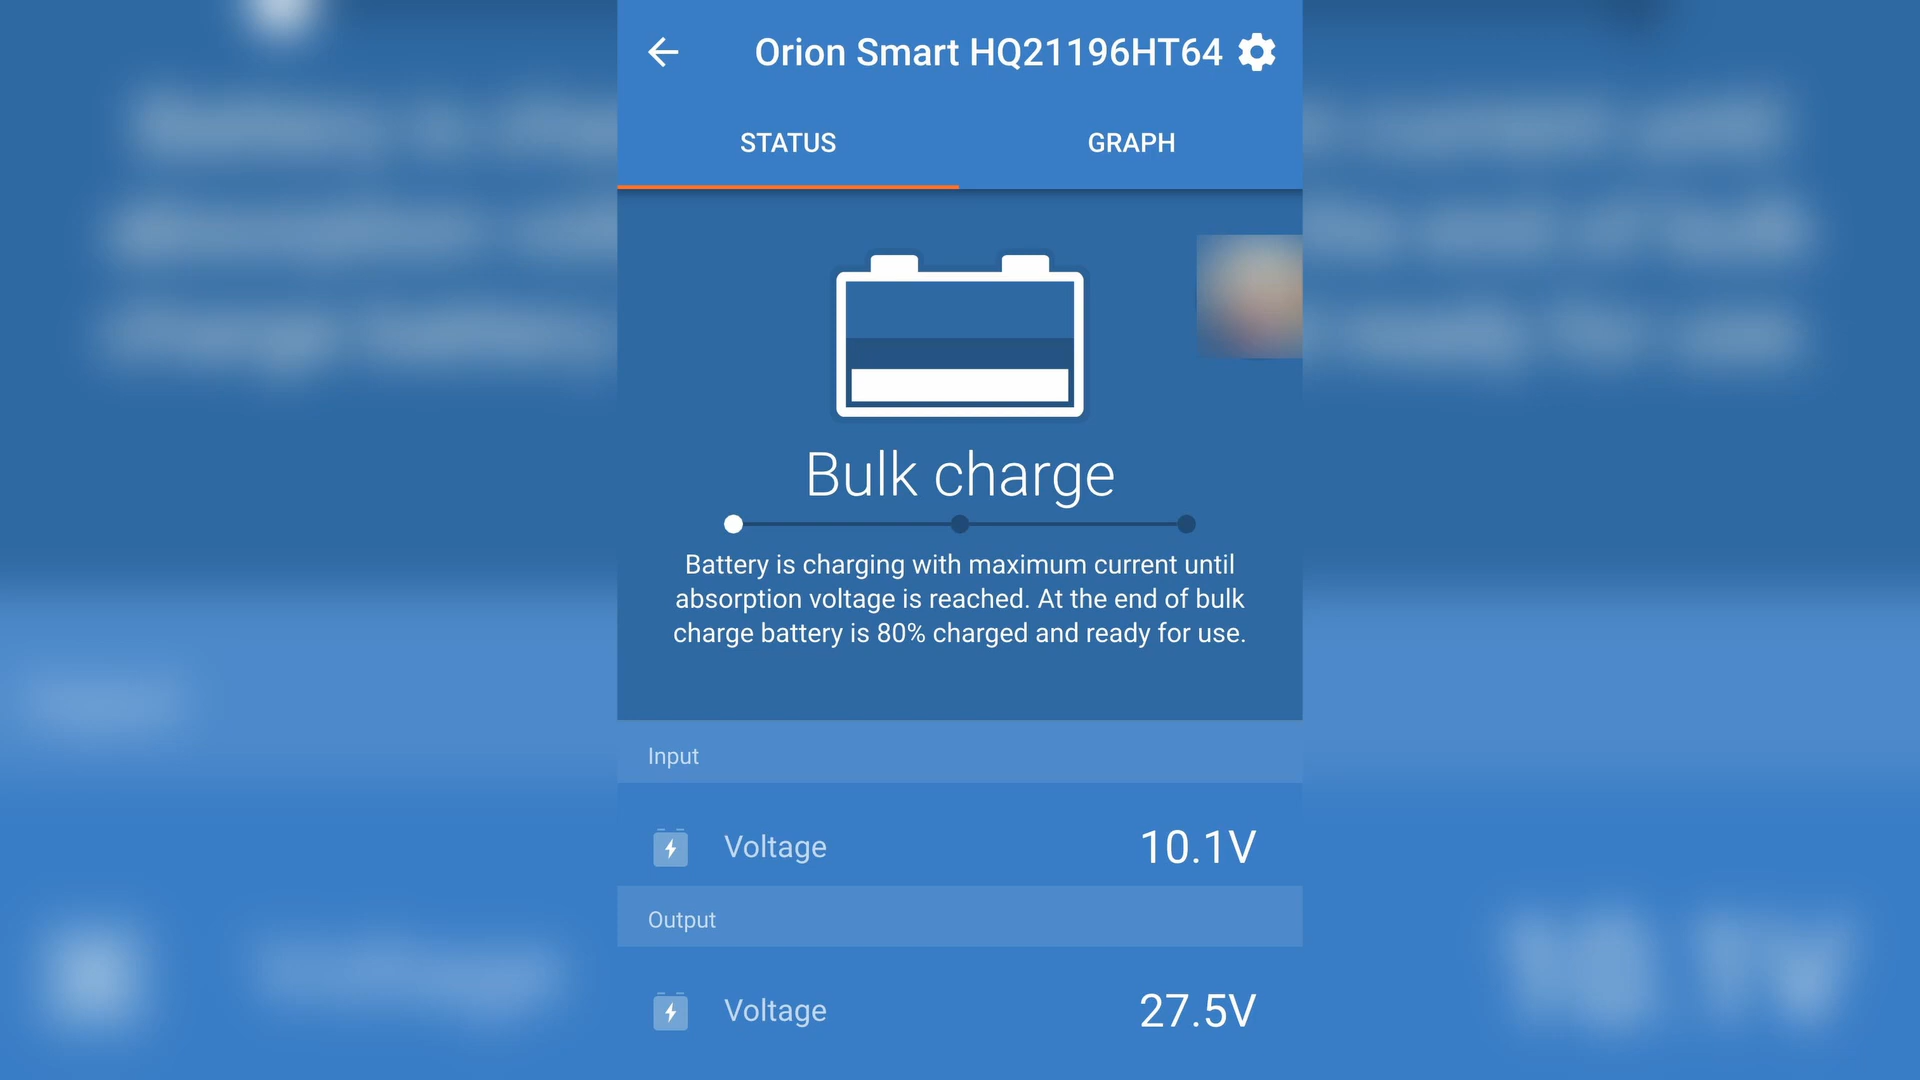 Orion Smart HQ21196HT64
STATUS
GRAPH
Bulk charge
Battery is charging with maximum current until
absorption voltage is reached. At the end of bulk
charge battery is 80% charged and ready for use.
Input
Voltage
10.1V
Output
Voltage
27.5V